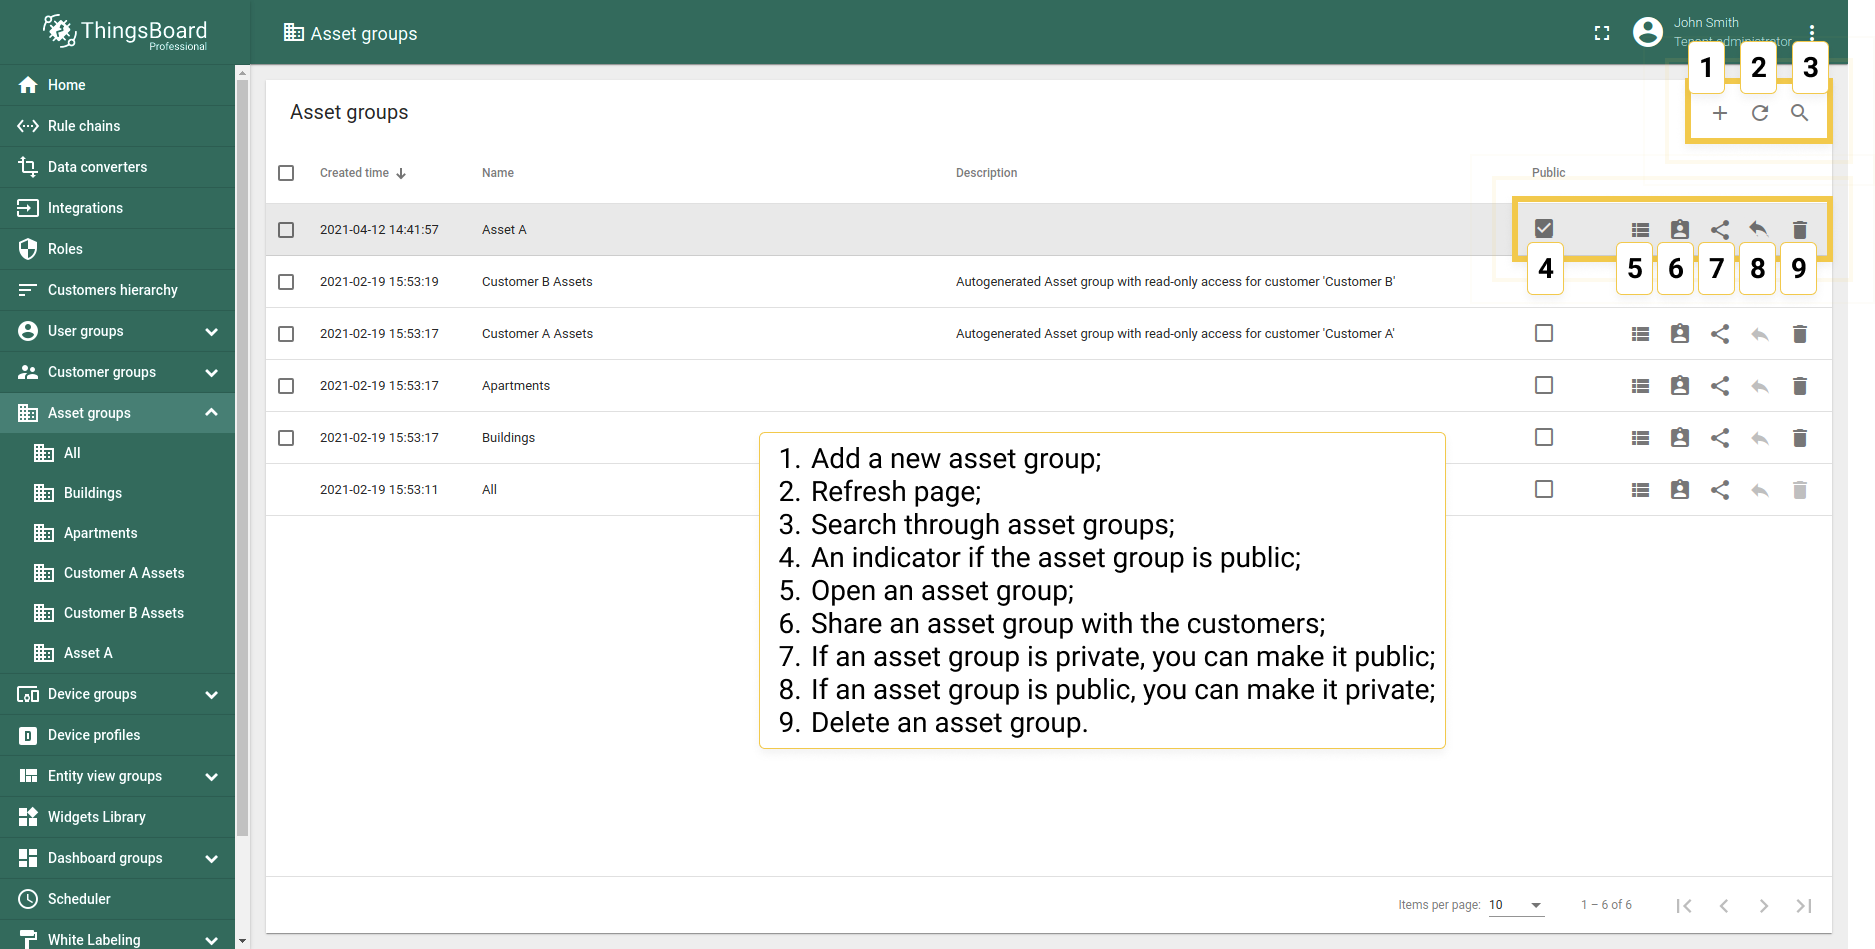 ThingsBoard
Professional
Asset groups
John Smith
Tenant administrator
Home
Rule chains
Data converters
Integrations
Roles
Customers hierarchy
User groups
Customer groups
Asset groups
All
Buildings
Apartments
Customer A Assets
Customer B Assets
Asset A
Device groups
Device profiles
Entity view groups
Widgets Library
Dashboard groups
Scheduler
White Labeling
1 2 3
Asset groups
Created time Name Description Public
2021-04-12 14:41:57 Asset A
4 5 6 7 8 9
2021-02-19 15:53:19 Customer B Assets Autogenerated Asset group with read-only access for customer 'Customer B'
2021-02-19 15:53:17 Customer A Assets Autogenerated Asset group with read-only access for customer 'Customer A'
2021-02-19 15:53:17 Apartments
2021-02-19 15:53:17 Buildings
2021-02-19 15:53:11 All
1. Add a new asset group;
2. Refresh page;
3. Search through asset groups;
4. An indicator if the asset group is public;
5. Open an asset group;
6. Share an asset group with the customers;
7. If an asset group is private, you can make it public;
8. If an asset group is public, you can make it private;
9. Delete an asset group.
Items per page: 10 1 – 6 of 6